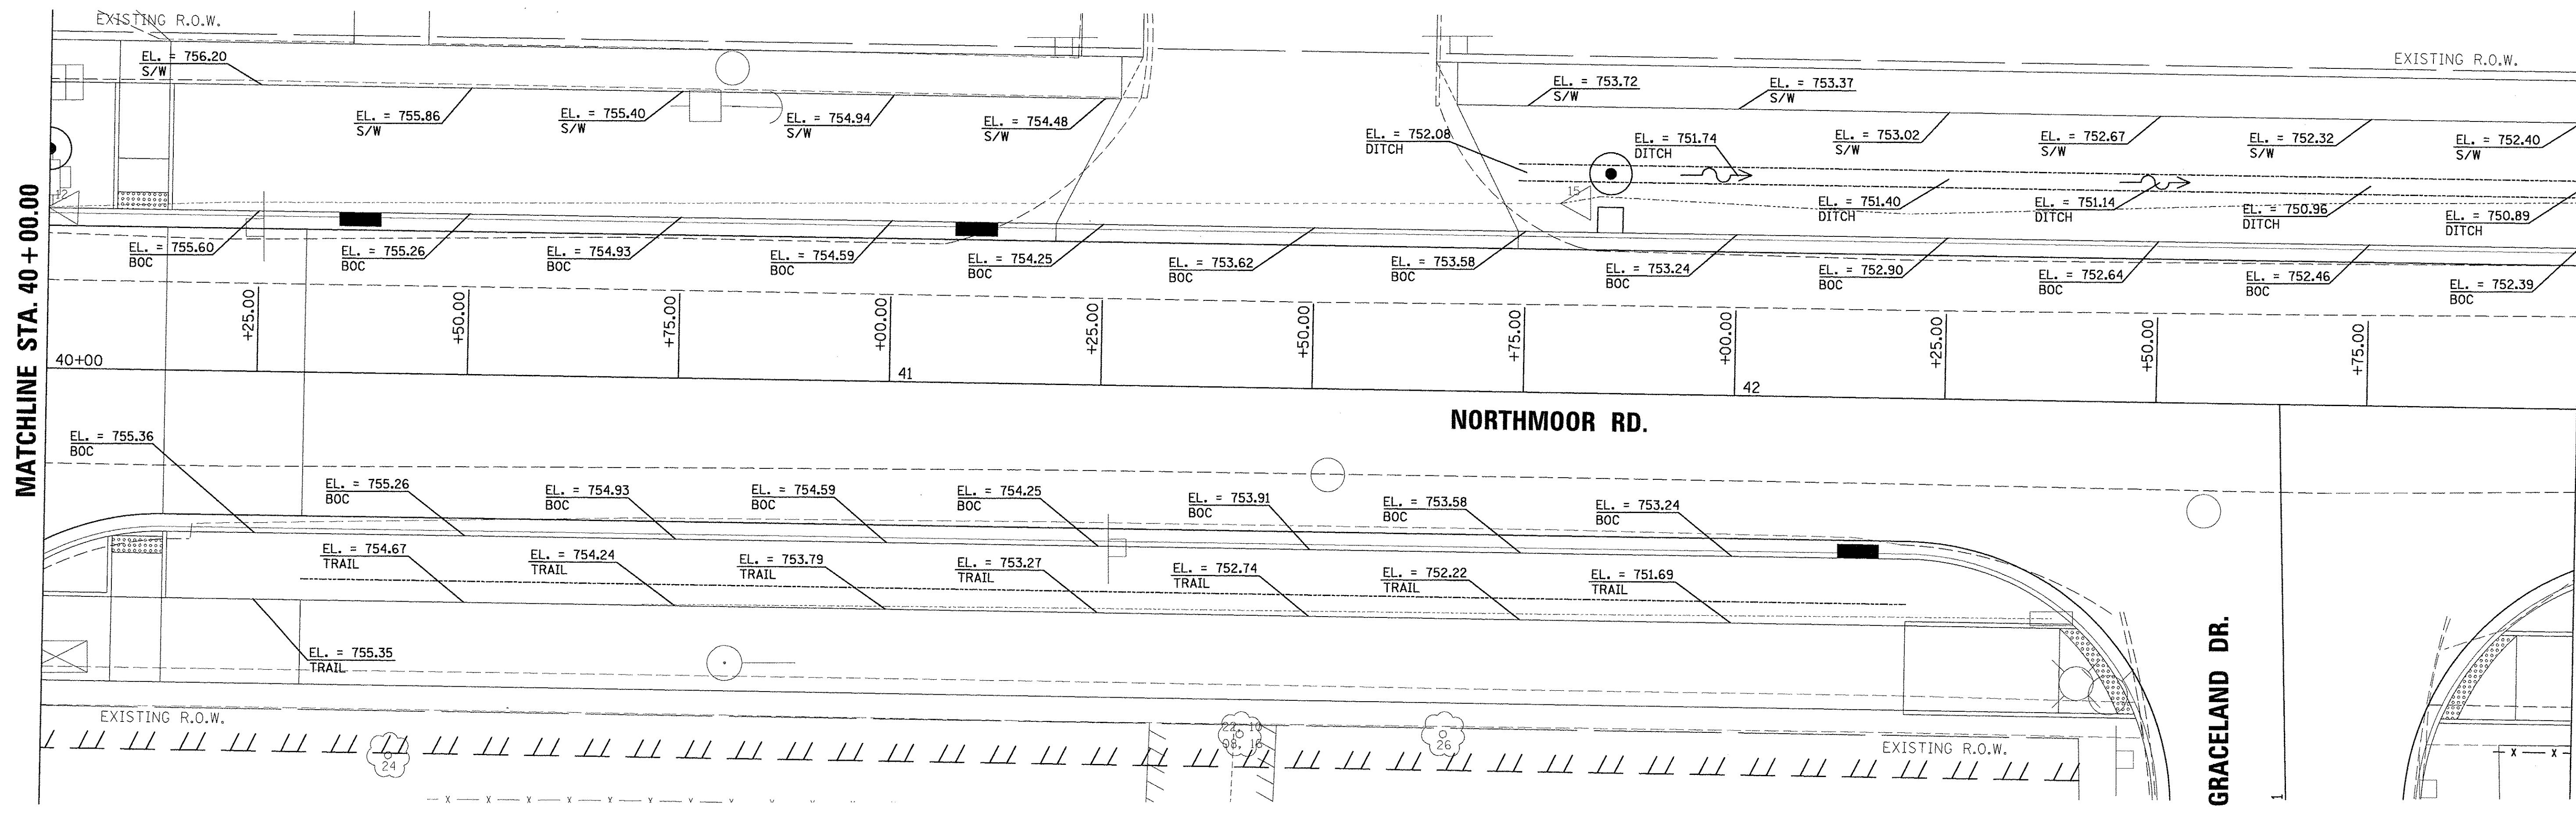 EXISTING R.O.W.
EXISTING R.O.W.
EL. = 756.20
S/W
EL. = 755.86
S/W
EL. = 755.40
S/W
EL. = 754.94
S/W
EL. = 754.48
S/W
EL. = 753.72
S/W
EL. = 753.37
S/W
EL. = 753.02
S/W
EL. = 752.67
S/W
EL. = 752.32
S/W
EL. = 752.40
S/W
EL. = 752.08
DITCH
EL. = 751.74
DITCH
EL. = 751.40
DITCH
EL. = 751.14
DITCH
EL. = 750.96
DITCH
EL. = 750.89
DITCH
12
15
EL. = 755.60
BOC
EL. = 755.26
BOC
EL. = 754.93
BOC
EL. = 754.59
BOC
EL. = 754.25
BOC
EL. = 753.62
BOC
EL. = 753.58
BOC
EL. = 753.24
BOC
EL. = 752.90
BOC
EL. = 752.64
BOC
EL. = 752.46
BOC
EL. = 752.39
BOC
MATCHLINE STA. 40+00.00
+25.00
+50.00
+75.00
+00.00
+25.00
+50.00
+75.00
+00.00
+25.00
+50.00
+75.00
40+00
41
42
NORTHMOOR RD.
EL. = 755.36
BOC
EL. = 755.26
BOC
EL. = 754.93
BOC
EL. = 754.59
BOC
EL. = 754.25
BOC
EL. = 753.91
BOC
EL. = 753.58
BOC
EL. = 753.24
BOC
EL. = 754.67
TRAIL
EL. = 754.24
TRAIL
EL. = 753.79
TRAIL
EL. = 753.27
TRAIL
EL. = 752.74
TRAIL
EL. = 752.22
TRAIL
EL. = 751.69
TRAIL
EL. = 755.35
TRAIL
GRACELAND DR.
1
EXISTING R.O.W.
EXISTING R.O.W.
24
26
X X X X X X X X X X
X X